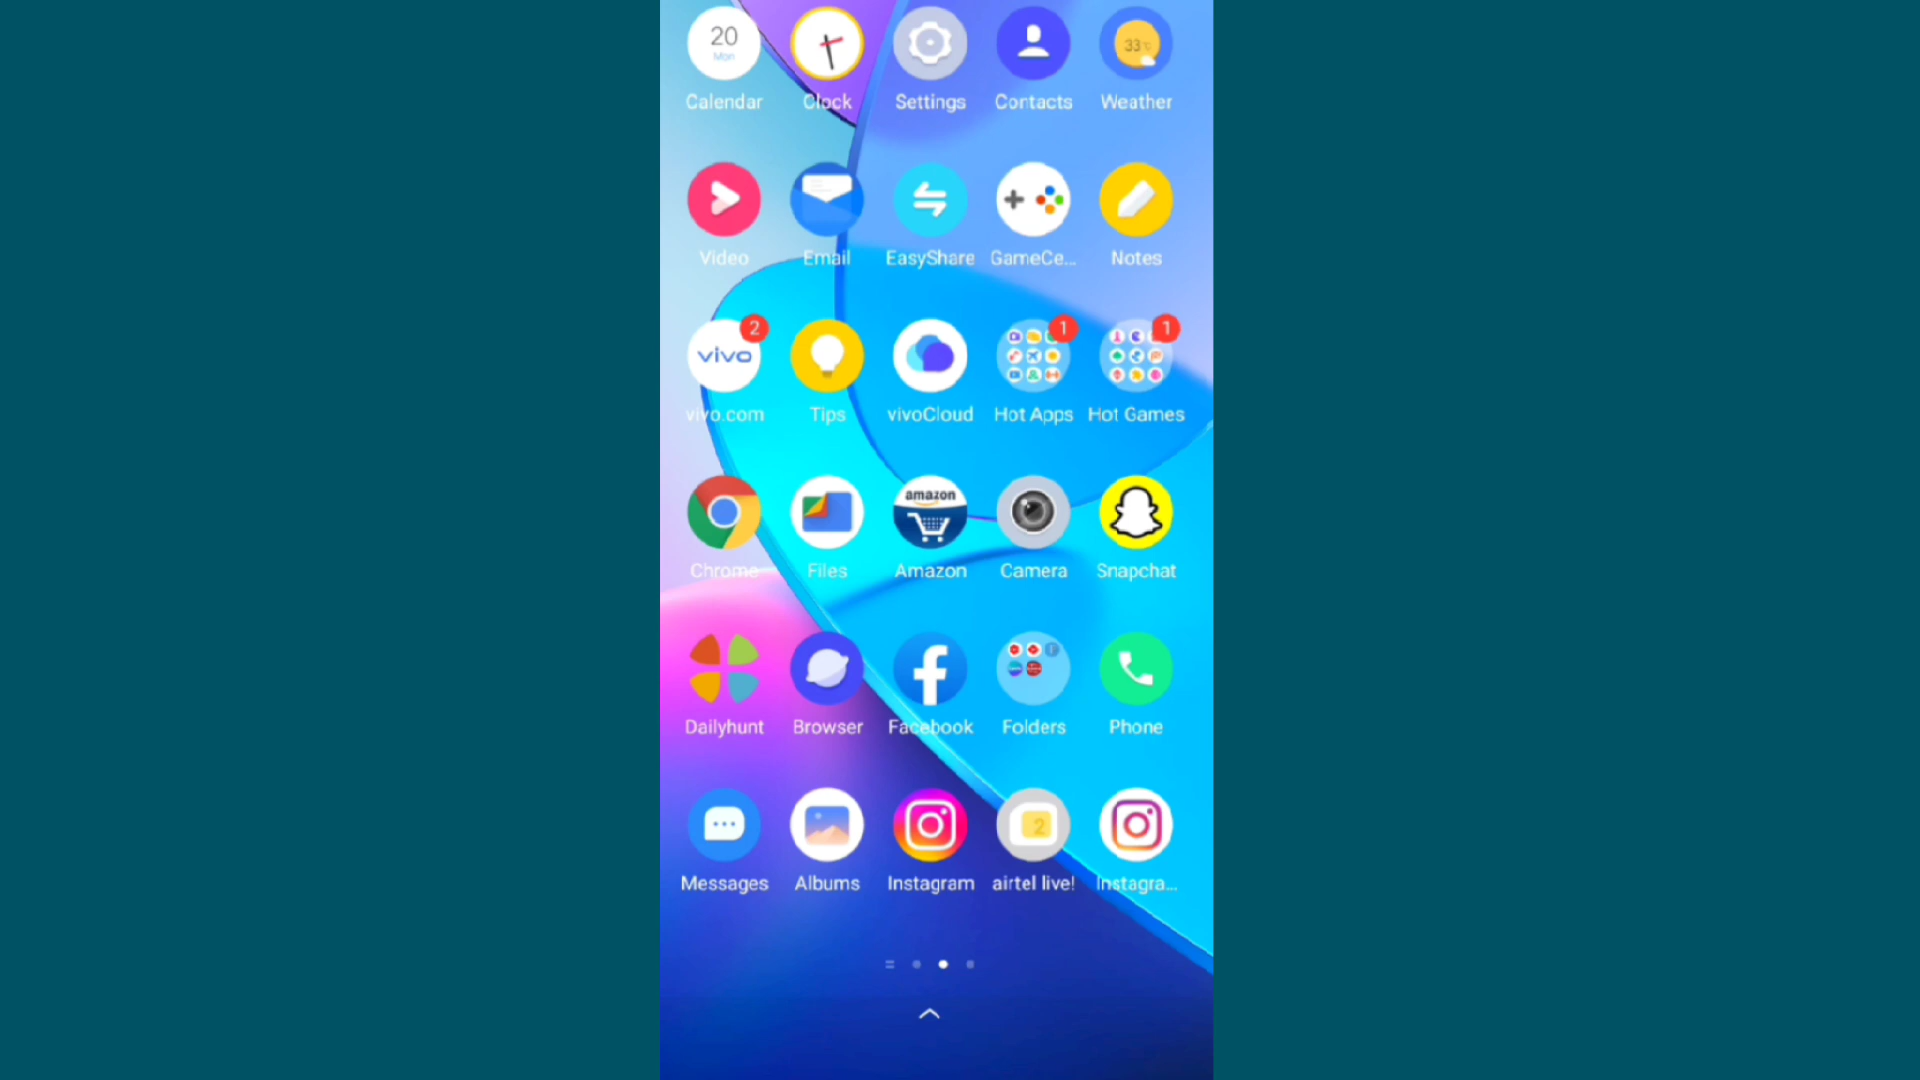 20
Mon
33°C
Calendar Clock Settings Contacts Weather
Video Email EasyShare GameCe... Notes
2 1 1
vivo
vivo.com Tips vivoCloud Hot Apps Hot Games
amazon
Chrome Files Amazon Camera Snapchat
Dailyhunt Browser Facebook Folders Phone
2
Messages Albums Instagram airtel live! Instagra...